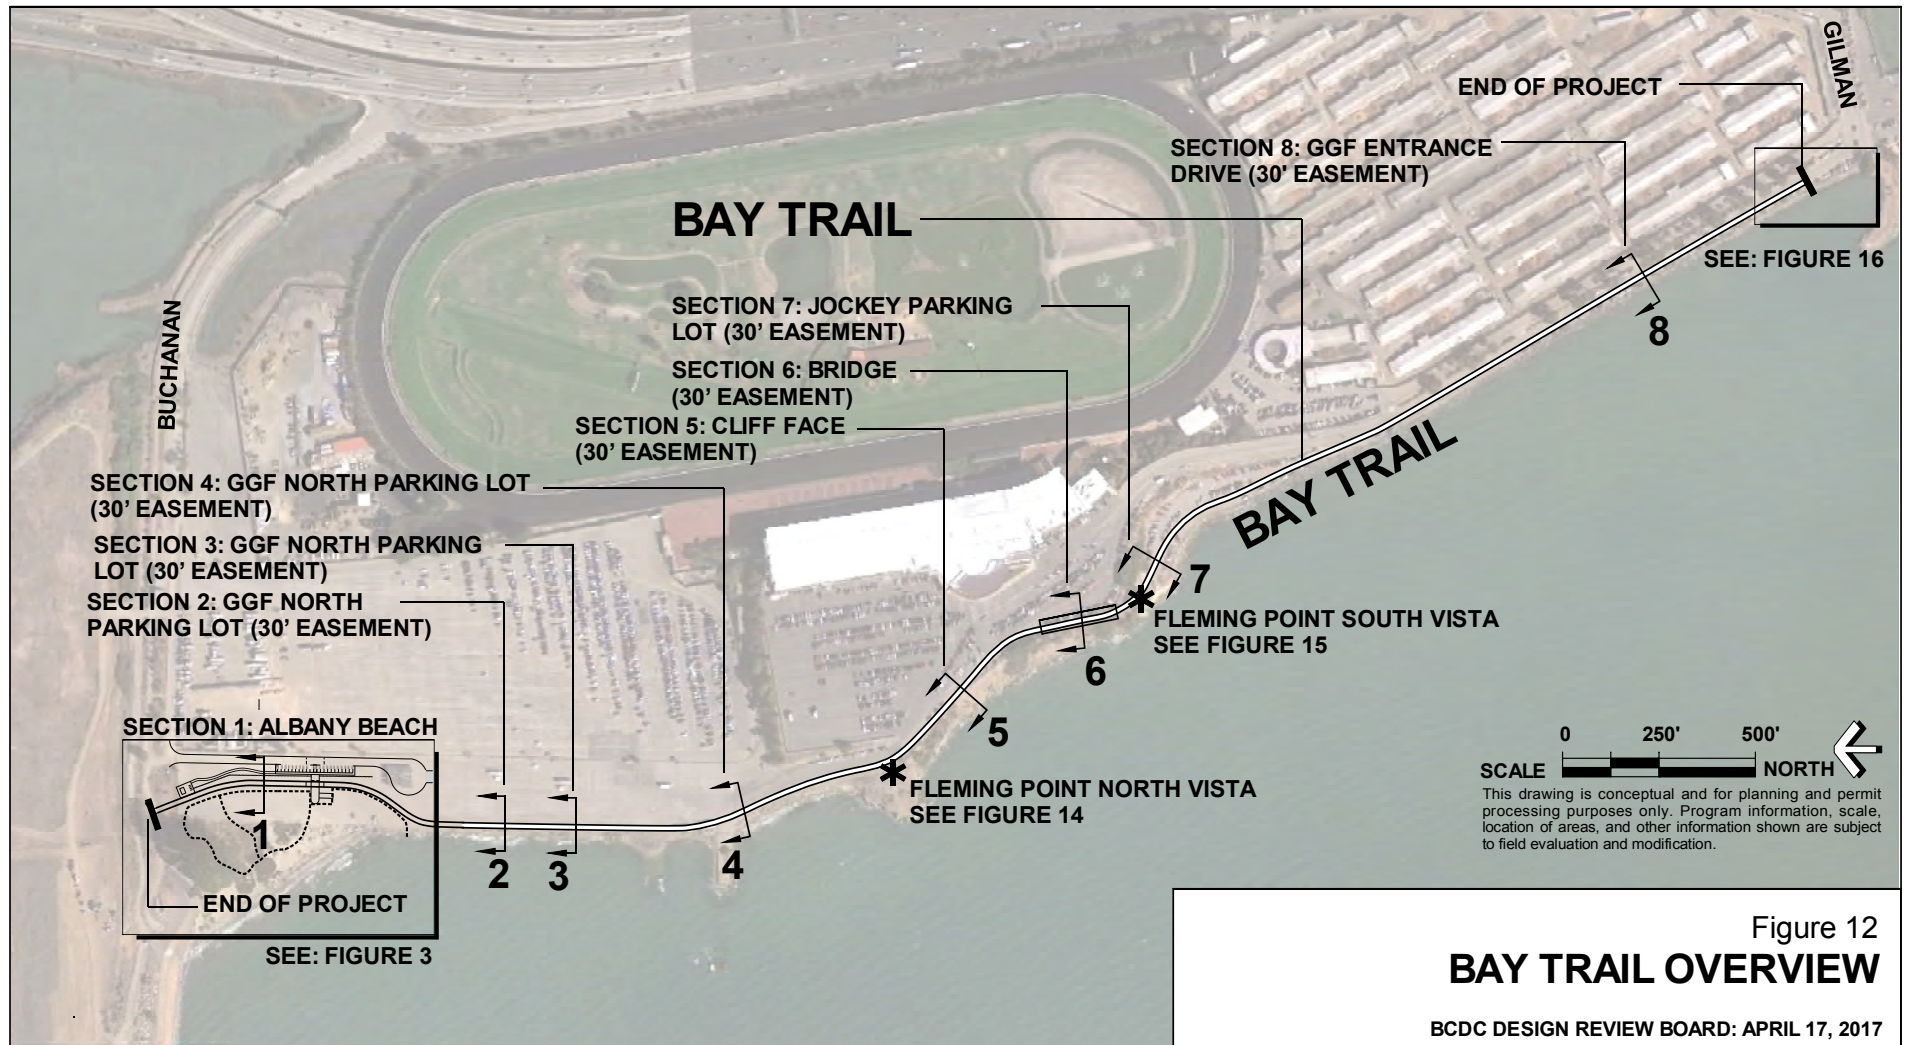 GILMAN
END OF PROJECT
SECTION 8: GGF ENTRANCE
DRIVE (30' EASEMENT)
BAY TRAIL
SEE: FIGURE 16
SECTION 7: JOCKEY PARKING
LOT (30’ EASEMENT)
8
BUCHANAN
SECTION 6: BRIDGE
(30’ EASEMENT)
SECTION 5: CLIFF FACE
(30’ EASEMENT)
BAY TRAIL
SECTION 4: GGF NORTH PARKING LOT
(30’ EASEMENT)
SECTION 3: GGF NORTH PARKING
LOT (30’ EASEMENT)
SECTION 2: GGF NORTH
PARKING LOT (30’ EASEMENT)
7
FLEMING POINT SOUTH VISTA
SEE FIGURE 15
6
5
SECTION 1: ALBANY BEACH
FLEMING POINT NORTH VISTA
SEE FIGURE 14
1
2
3
4
END OF PROJECT
SEE: FIGURE 3
0 250' 500'
SCALE NORTH
This drawing is conceptual and for planning and permit
processing purposes only. Program information, scale,
location of areas, and other information shown are subject
to field evaluation and modification.
Figure 12
BAY TRAIL OVERVIEW
BCDC DESIGN REVIEW BOARD: APRIL 17, 2017